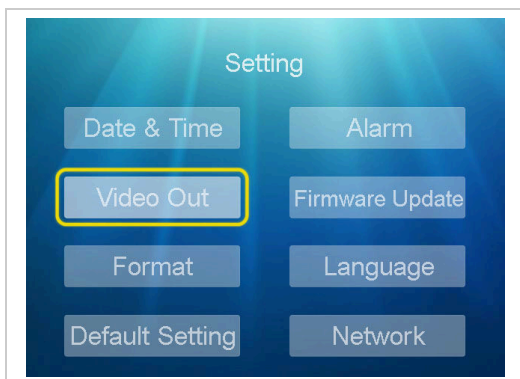 Setting
Date & Time
Alarm
Video Out
Firmware Update
Format
Language
Default Setting
Network